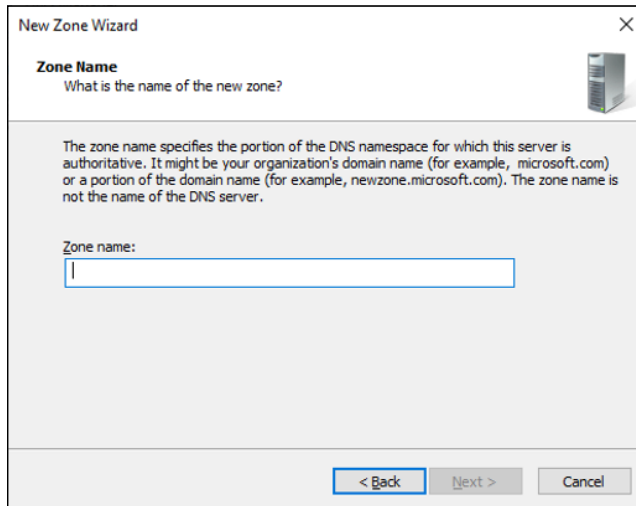 New Zone Wizard
Zone Name
What is the name of the new zone?
The zone name specifies the portion of the DNS namespace for which this server is
authoritative. It might be your organization's domain name (for example,  microsoft.com)
or a portion of the domain name (for example, newzone.microsoft.com). The zone name is
not the name of the DNS server.
Zone name:
< Back
Next >
Cancel